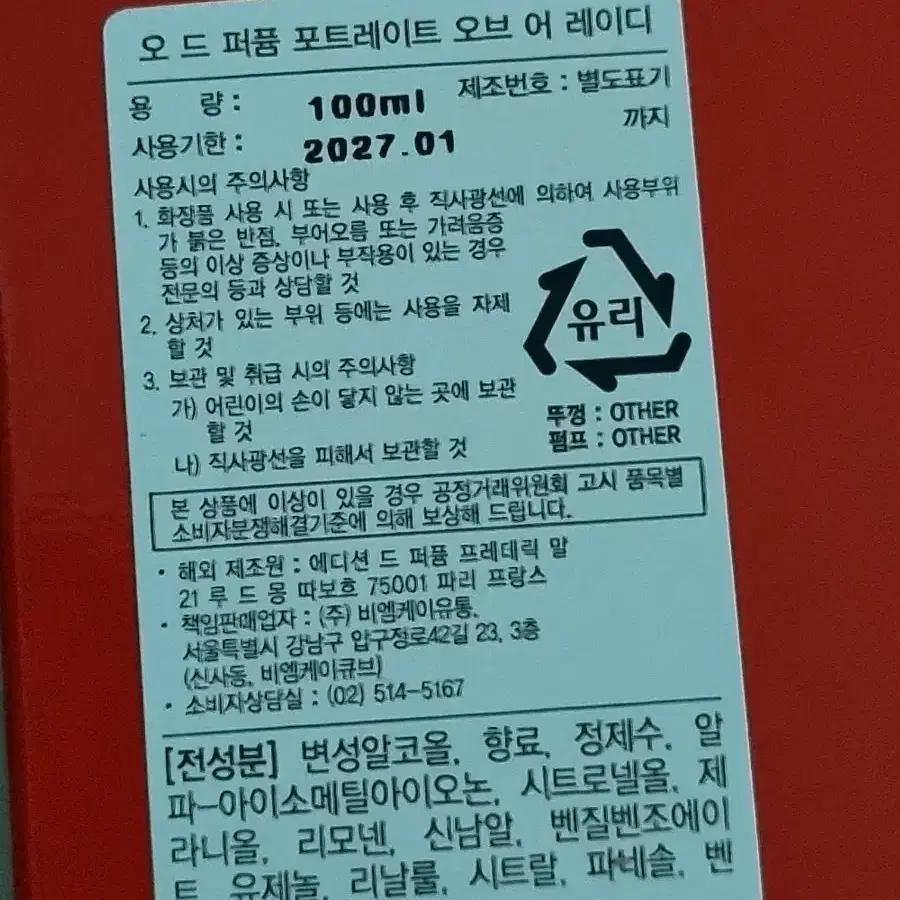 오 드 퍼퓸 포트레이트 오브 어 레이디
용 량 : 100ml 제조번호 : 별도표기
사용기한 : 2027.01 까지
사용시의 주의사항
1. 화장품 사용 시 또는 사용 후 직사광선에 의하여 사용부위
가 붉은 반점, 부어오름 또는 가려움증
등의 이상 증상이나 부작용이 있는 경우
전문의 등과 상담할 것
2. 상처가 있는 부위 등에는 사용을 자제
할 것
3. 보관 및 취급 시의 주의사항
가) 어린이의 손이 닿지 않는 곳에 보관
할 것
나) 직사광선을 피해서 보관할 것
유리
뚜껑 : OTHER
펌프 : OTHER
본 상품에 이상이 있을 경우 공정거래위원회 고시 품목별
소비자분쟁해결기준에 의해 보상해 드립니다.
• 해외 제조원 : 에디션 드 퍼퓸 프레데릭 말
21 루 드 몽 따보흐 75001 파리 프랑스
• 책임판매업자 : (주) 비엠케이유통,
서울특별시 강남구 압구정로42길 23, 3층
(신사동, 비엠케이큐브)
• 소비자상담실 : (02) 514-5167
[전성분] 변성알코올, 향료, 정제수, 알
파-아이소메틸아이오논, 시트로넬올, 제
라니올, 리모넨, 신남알, 벤질벤조에이
트, 유제놀, 리날룰, 시트랄, 파네솔, 벤